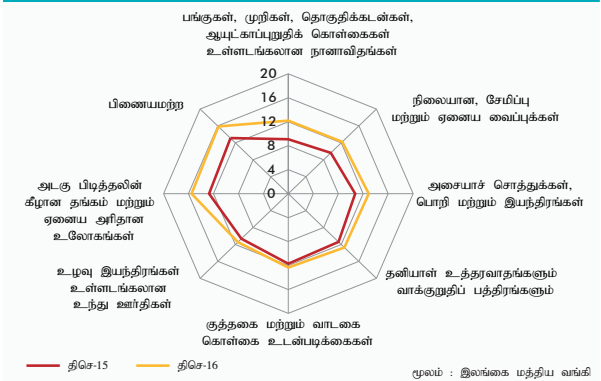 பங்குகள், முறிகள், தொகுதிக்கடன்கள்,
ஆயுட்காப்புறுதிக் கொள்கைகள்
உள்ளடங்கலான நானாவிதங்கள்
நிலையான, சேமிப்பு
மற்றும் ஏனைய வைப்புக்கள்
அசையாச் சொத்துக்கள்,
பொறி மற்றும் இயந்திரங்கள்
தனியாள் உத்தரவாதங்களும்
வாக்குறுதிப் பத்திரங்களும்
குத்தகை மற்றும் வாடகை
கொள்கை உடன்படிக்கைகள்
உழவு இயந்திரங்கள்
உள்ளடங்கலான
உந்து ஊர்திகள்
அடகு பிடித்தலின்
கீழான தங்கம் மற்றும்
ஏனைய அரிதான
உலோகங்கள்
பிணையமற்ற
20
16
12
8
4
0
திசெ-15
திசெ-16
மூலம் : இலங்கை மத்திய வங்கி